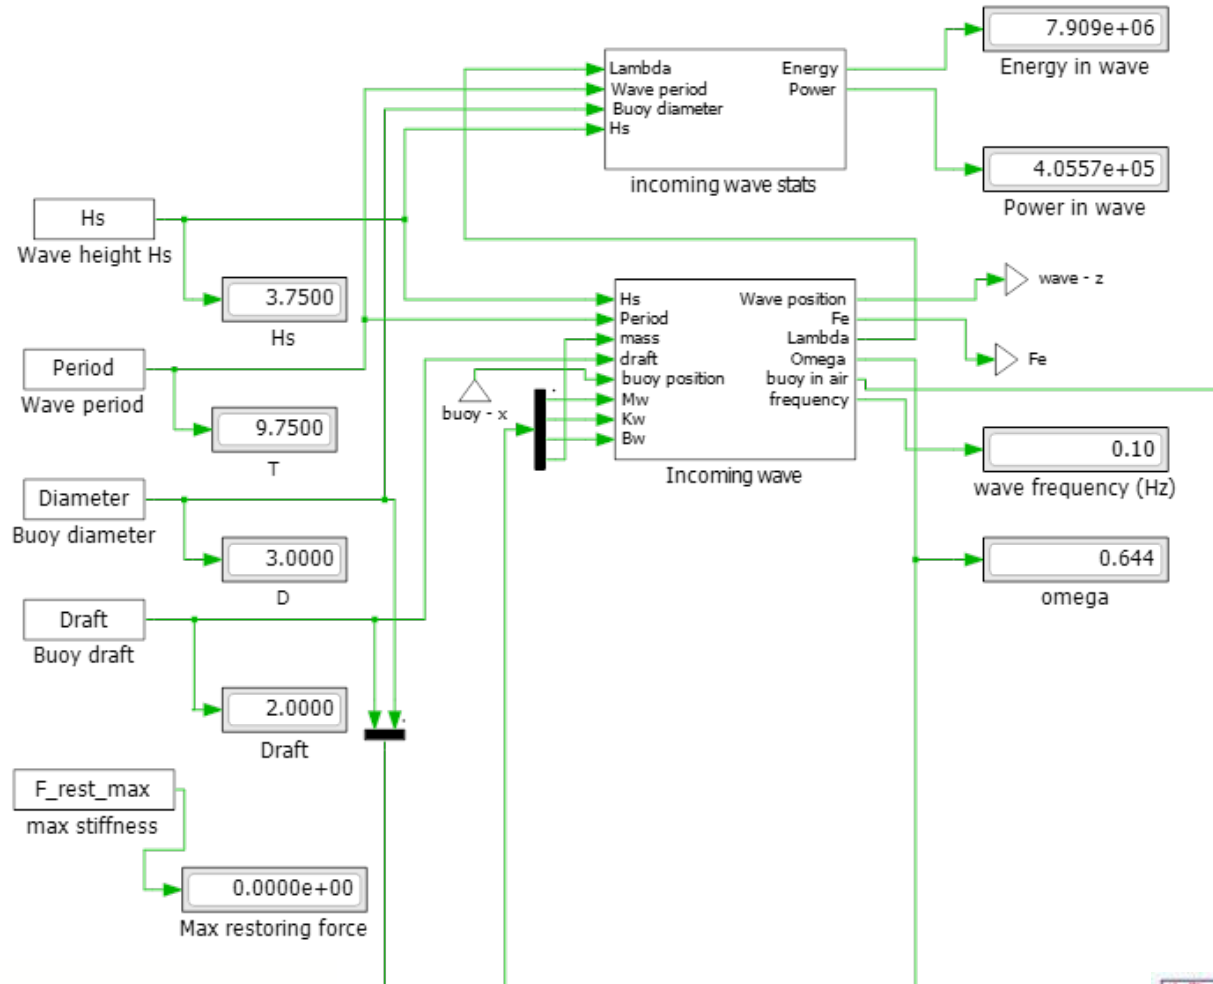 7.909e+06
Energy in wave
Lambda
Wave period
Buoy diameter
Hs
Energy
Power
incoming wave stats
4.0557e+05
Power in wave
Hs
Wave height Hs
3.7500
Hs
Period
Wave period
9.7500
T
Diameter
Buoy diameter
3.0000
D
Draft
Buoy draft
2.0000
Draft
F_rest_max
max stiffness
0.0000e+00
Max restoring force
buoy - x
Hs
Period
mass
draft
buoy position
Mw
Kw
Bw
Wave position
Fe
Lambda
Omega
buoy in air
frequency
Incoming wave
wave - z
Fe
0.10
wave frequency (Hz)
0.644
omega